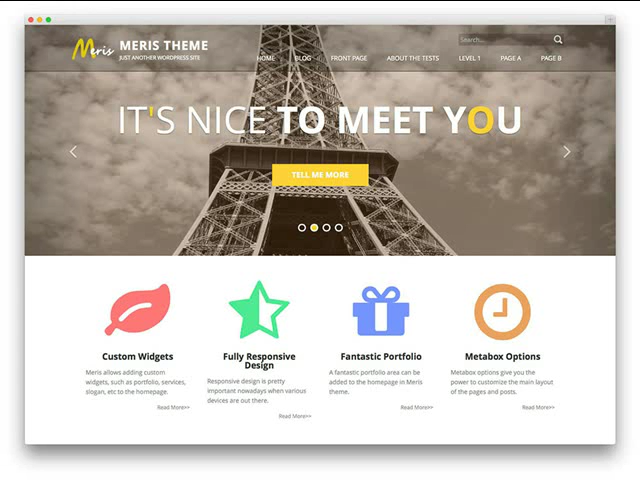 Meris MERIS THEME
JUST ANOTHER WORDPRESS SITE
Search...
HOME BLOG FRONT PAGE ABOUT THE TESTS LEVEL 1 PAGE A PAGE B
IT'S NICE TO MEET YOU
TELL ME MORE
Custom Widgets
Meris allows adding custom
widgets, such as portfolio, services,
slogan, etc to the homepage.
Read More>>
Fully Responsive
Design
Responsive design is pretty
important nowadays when various
devices are out there.
Read More>>
Fantastic Portfolio
A fantastic portfolio area can be
added to the homepage in Meris
theme.
Read More>>
Metabox Options
Metabox options give you the
power to customize the main layout
of the pages and posts.
Read More>>